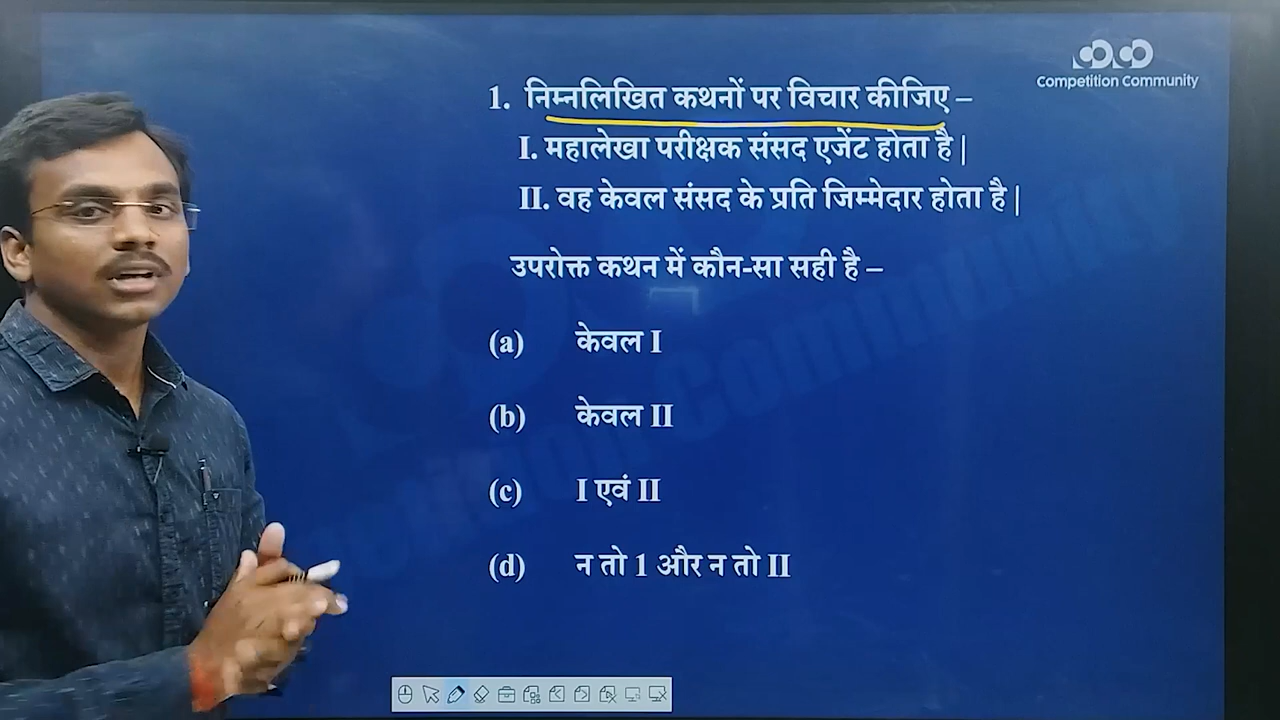 Competition Community
1. निम्नलिखित कथनों पर विचार कीजिए –
I. महालेखा परीक्षक संसद एजेंट होता है |
II. वह केवल संसद के प्रति जिम्मेदार होता है |
उपरोक्त कथन में कौन-सा सही है –
(a) केवल I
(b) केवल II
(c) I एवं II
(d) न तो 1 और न तो II